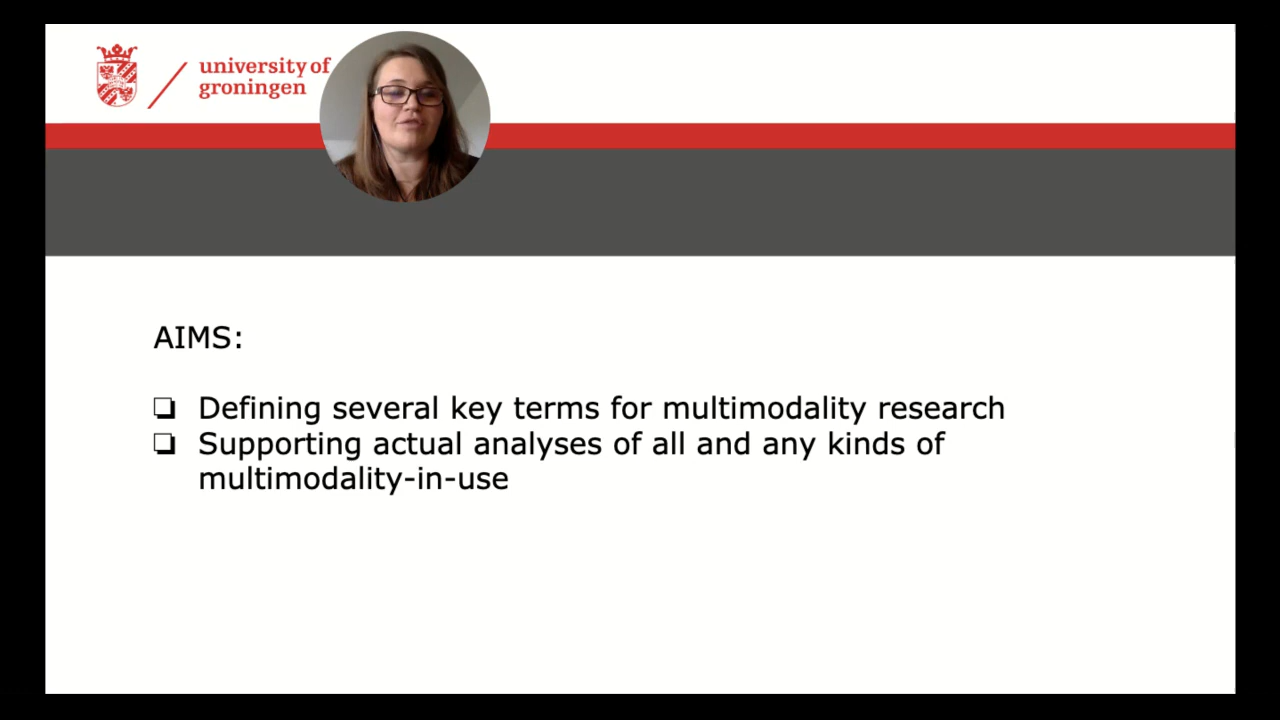 university of
groningen
AIMS:
❏ Defining several key terms for multimodality research
❏ Supporting actual analyses of all and any kinds of
multimodality-in-use